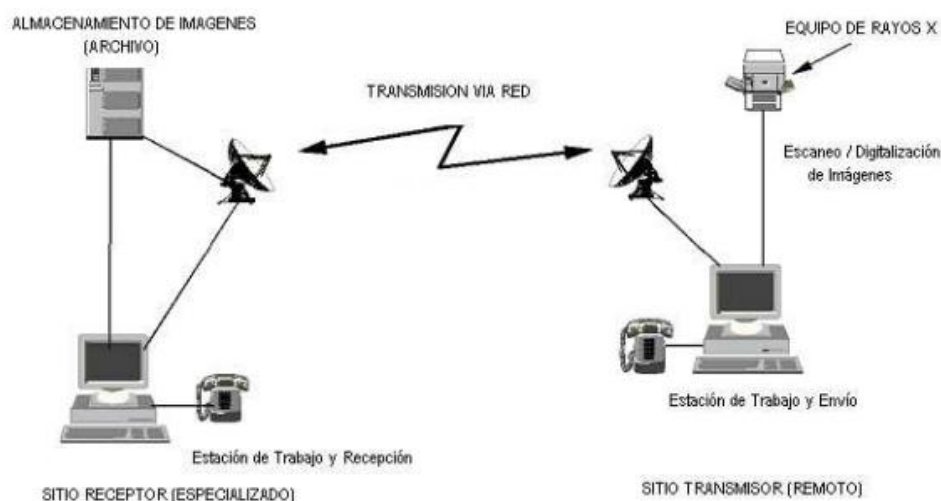 ALMACENAMIENTO DE IMAGENES
(ARCHIVO)
EQUIPO DE RAYOS X
TRANSMISION VIA RED
Escaneo / Digitalización
de Imágenes
Estación de Trabajo y Envío
Estación de Trabajo y Recepción
SITIO RECEPTOR (ESPECIALIZADO)
SITIO TRANSMISOR (REMOTO)